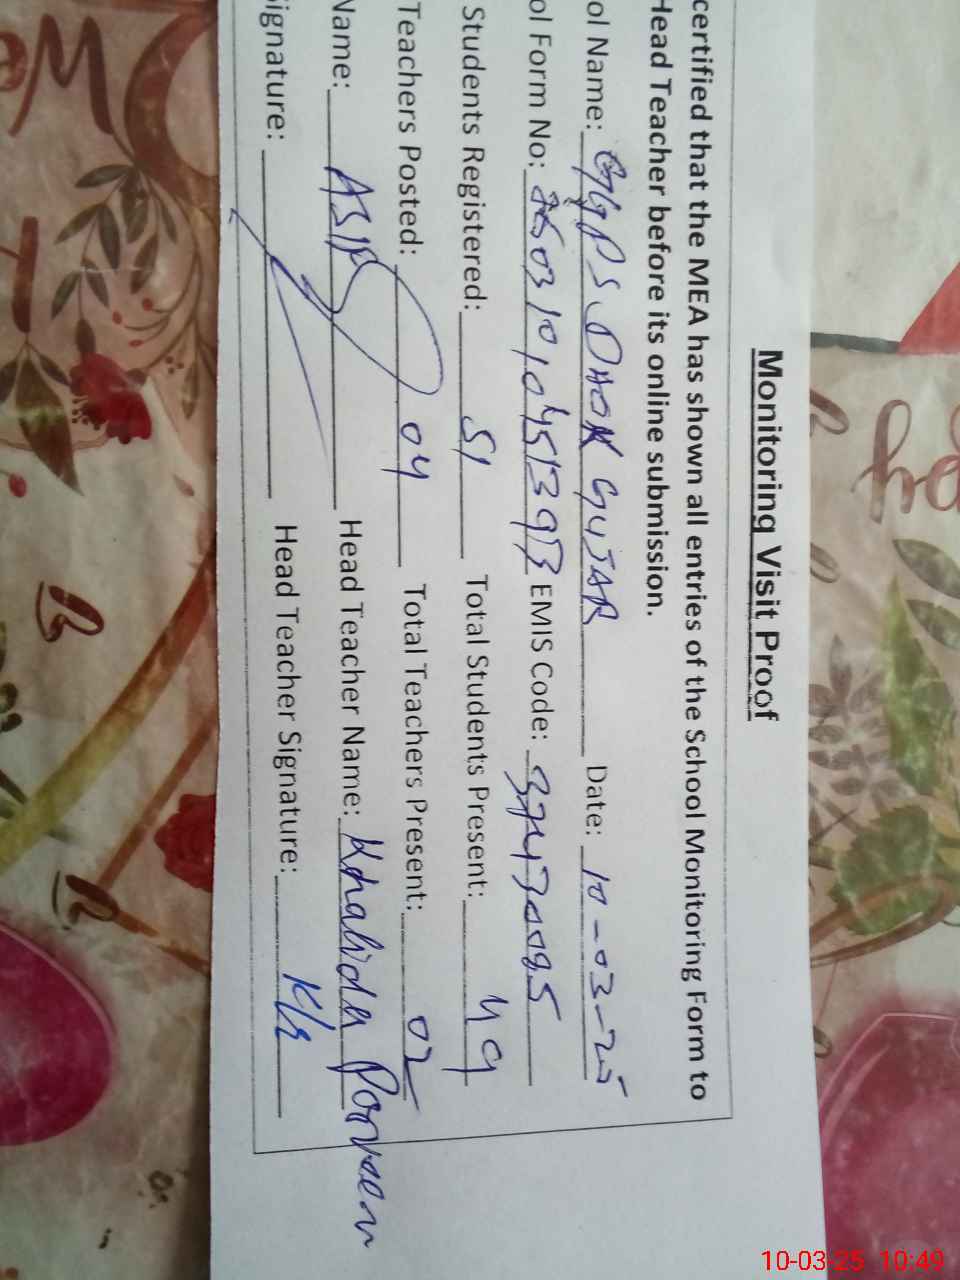 Monitoring Visit Proof
certified that the MEA has shown all entries of the School Monitoring Form to
Head Teacher before its online submission.
ol Name: GGPS DHOK GUJAR Date: 10-03-25
ol Form No: EMIS Code: 37430085
Students Registered: 51 Total Students Present: 49
Teachers Posted: 04 Total Teachers Present: 02
Name: ASIF Head Teacher Name: Khalida Parveen
ignature: Head Teacher Signature:
10-03-25 10:49